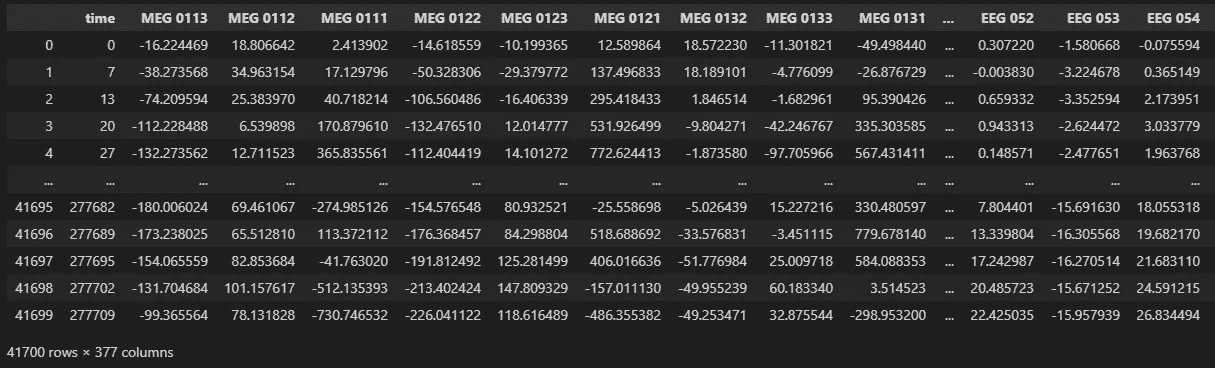 time MEG 0113 MEG 0112 MEG 0111 MEG 0122 MEG 0123 MEG 0121 MEG 0132 MEG 0133 MEG 0131 ... EEG 052 EEG 053 EEG 054
0 0 -16.224469 18.806642 2.413902 -14.618559 -10.199365 12.589864 18.572230 -11.301821 -49.498440 ... 0.307220 -1.580668 -0.075594
1 7 -38.273568 34.963154 17.129796 -50.328306 -29.379772 137.496833 18.189101 -4.776099 -26.876729 ... -0.003830 -3.224678 0.365149
2 13 -74.209594 25.383970 40.718214 -106.560486 -16.406339 295.418433 1.846514 -1.682961 95.390426 ... 0.659332 -3.352594 2.173951
3 20 -112.228488 6.539898 170.879610 -132.476510 12.014777 531.926499 -9.804271 -42.246767 335.303585 ... 0.943313 -2.624472 3.033779
4 27 -132.273562 12.711523 365.835561 -112.404419 14.101272 772.624413 -1.873580 -97.705966 567.431411 ... 0.148571 -2.477651 1.963768
... ... ... ... ... ... ... ... ... ... ... ... ... ... ...
41695 277682 -180.006024 69.461067 -274.985126 -154.576548 80.932521 -25.558698 -5.026439 15.227216 330.480597 ... 7.804401 -15.691630 18.055318
41696 277689 -173.238025 65.512810 113.372112 -176.368457 84.298804 518.688692 -33.576831 -3.451115 779.678140 ... 13.339804 -16.305568 19.682170
41697 277695 -154.065559 82.853684 -41.763020 -191.812492 125.281499 406.016636 -51.776984 25.009718 584.088353 ... 17.242987 -16.270514 21.683110
41698 277702 -131.704684 101.157617 -512.135393 -213.402424 147.809329 -157.011130 -49.955239 60.183340 3.514523 ... 20.485723 -15.671252 24.591215
41699 277709 -99.365564 78.131828 -730.746532 -226.041122 118.616489 -486.355382 -49.253471 32.875544 -298.953200 ... 22.425035 -15.957939 26.834494
41700 rows × 377 columns